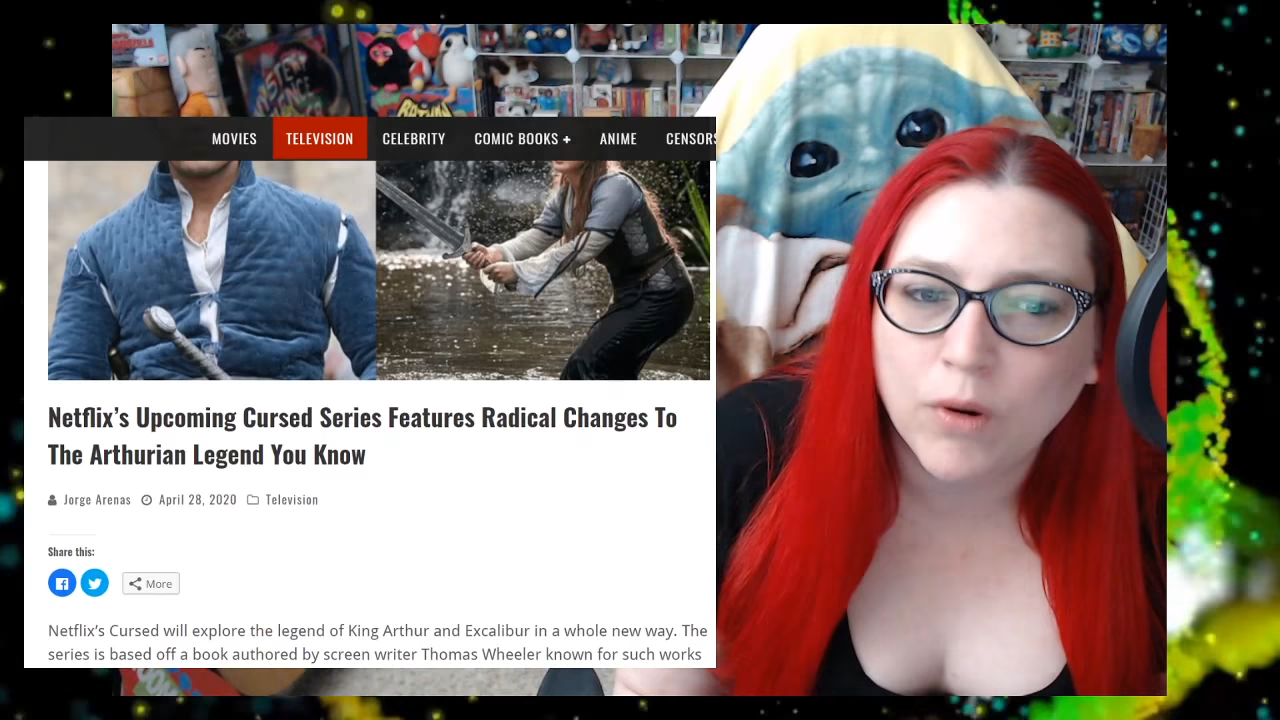 MOVIES TELEVISION CELEBRITY COMIC BOOKS + ANIME CENSORS
Netflix’s Upcoming Cursed Series Features Radical Changes To
The Arthurian Legend You Know
Jorge Arenas April 28, 2020 Television
Share this:
More
Netflix’s Cursed will explore the legend of King Arthur and Excalibur in a whole new way. The
series is based off a book authored by screen writer Thomas Wheeler known for such works